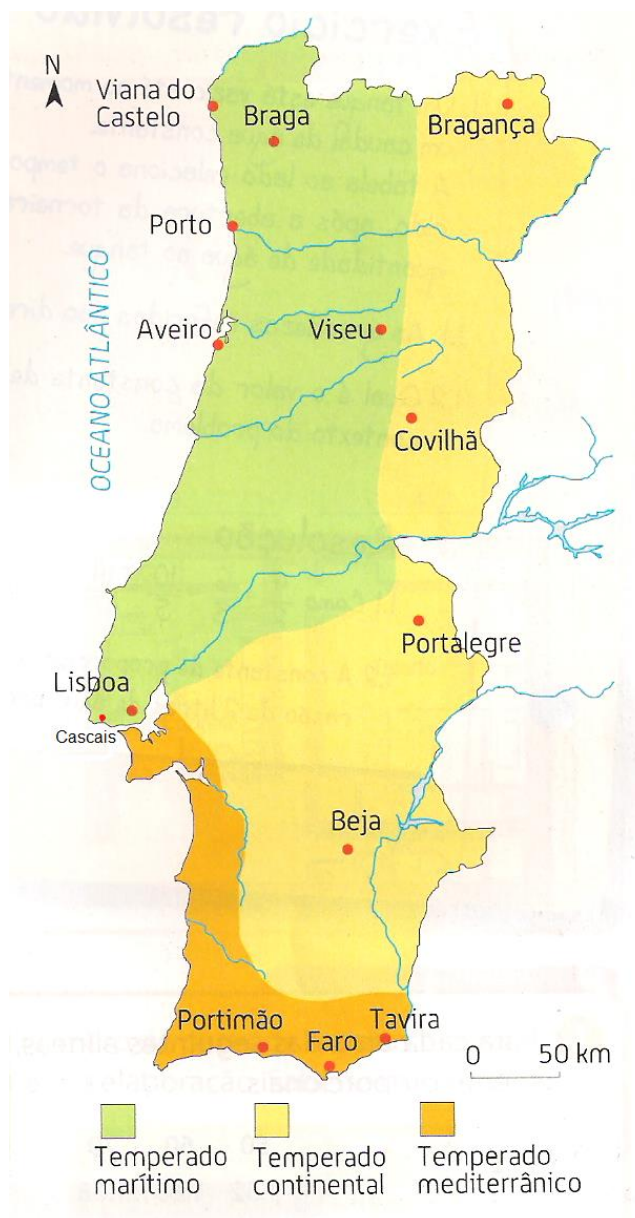 N
Viana do
Castelo
Braga
Bragança
Porto
OCEANO ATLÂNTICO
Aveiro
Viseu
Covilhã
Portalegre
Lisboa
Cascais
Beja
Portimão
Faro
Tavira
0 50 km
Temperado
marítimo
Temperado
continental
Temperado
mediterrânico